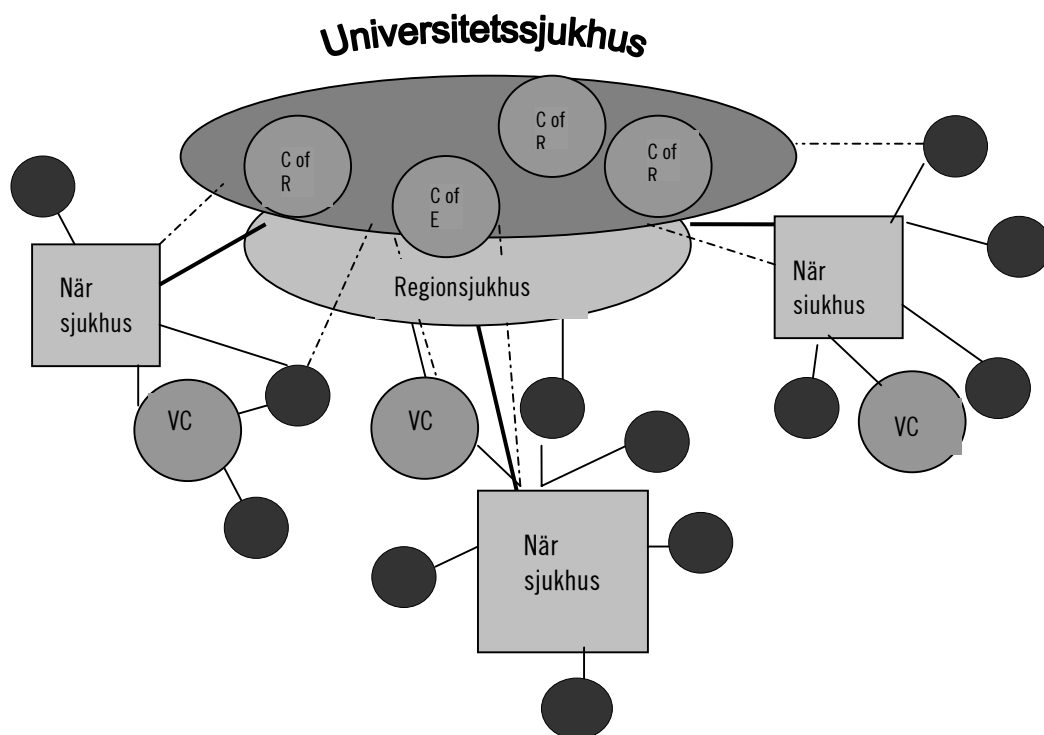 Universitetssjukhus
C of
R
C of
R
C of
R
C of
E
Regionsjukhus
När
sjukhus
När
siukhus
VC
VC
VC
När
sjukhus